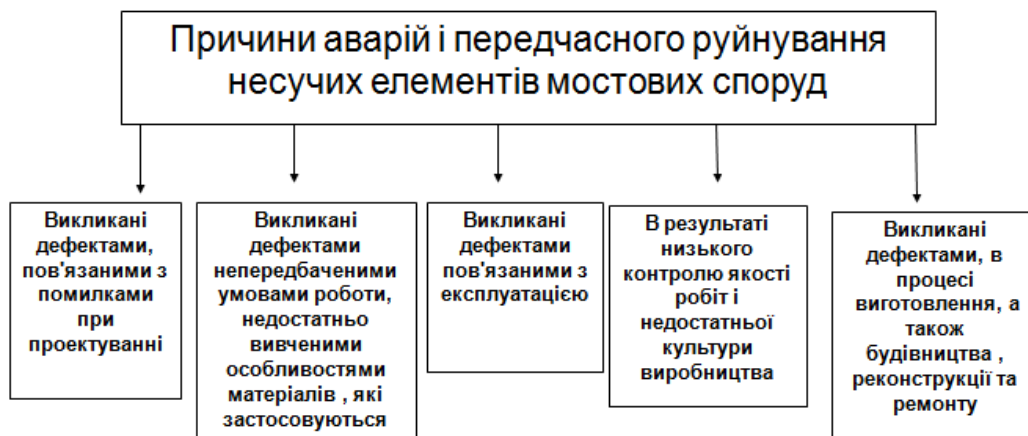 Причини аварій і передчасного руйнування
несучих елементів мостових споруд
Викликані
дефектами,
пов'язаними з
помилками
при
проектуванні
Викликані
дефектами
непередбаченими
умовами роботи,
недостатньо
вивченими
особливостями
матеріалів , які
застосовуються
Викликані
дефектами
пов'язаними з
експлуатацією
В результаті
низького
контролю якості
робіт і
недостатньої
культури
виробництва
Викликані
дефектами, в
процесі
виготовлення, а
також
будівництва ,
реконструкції та
ремонту